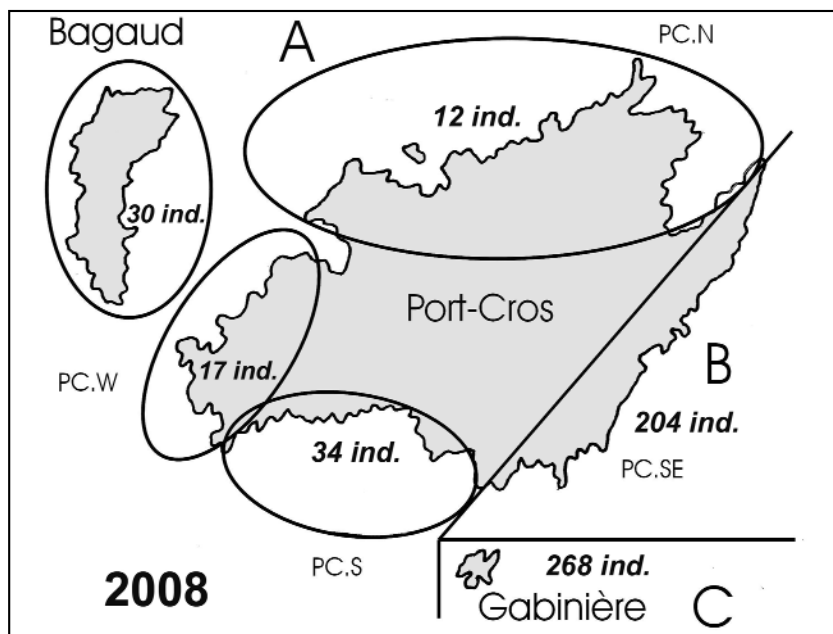 Bagaud
A
PC.N
12 ind.
30 ind.
Port-Cros
PC.W
17 ind.
B
34 ind.
204 ind.
PC.SE
PC.S
2008
268 ind.
Gabinière
C